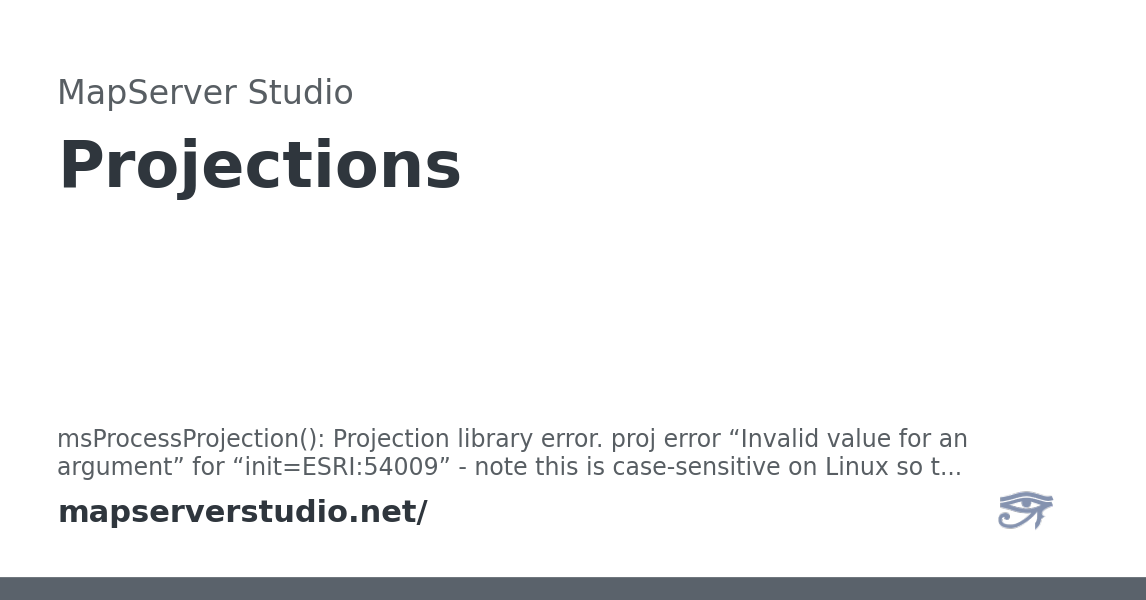 MapServer Studio
Projections
msProcessProjection(): Projection library error. proj error “Invalid value for an
argument” for “init=ESRI:54009” - note this is case-sensitive on Linux so t...
mapserverstudio.net/